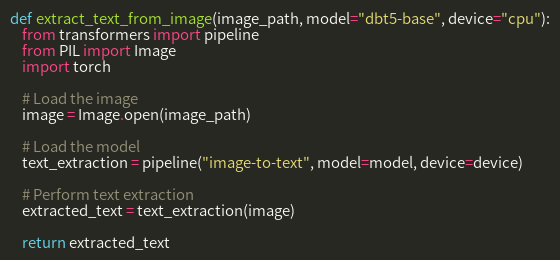 def extract_text_from_image(image_path, model="dbt5-base", device="cpu"):
from transformers import pipeline
from PIL import Image
import torch
# Load the image
image = Image.open(image_path)
# Load the model
text_extraction = pipeline("image-to-text", model=model, device=device)
# Perform text extraction
extracted_text = text_extraction(image)
return extracted_text